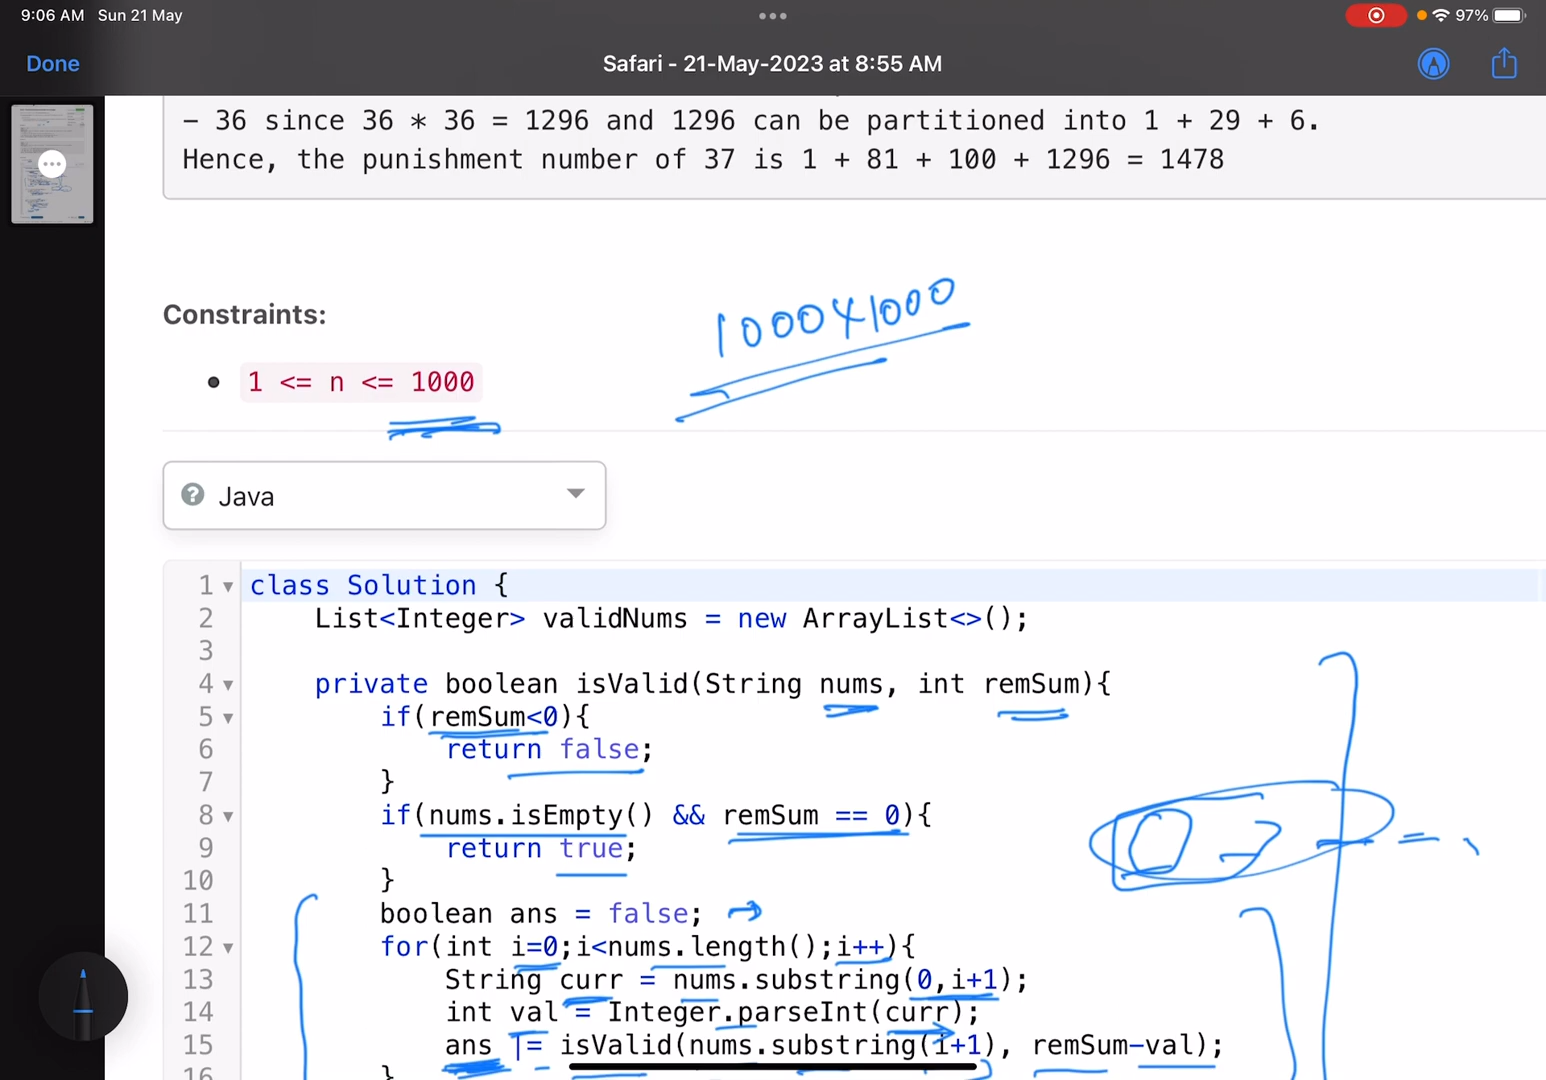 9:06 AM Sun 21 May
97%
Done
Safari - 21-May-2023 at 8:55 AM
- 36 since 36 * 36 = 1296 and 1296 can be partitioned into 1 + 29 + 6.
Hence, the punishment number of 37 is 1 + 81 + 100 + 1296 = 1478
1000 x 1000
Constraints:
• 1 <= n <= 1000
Java
1 class Solution {
2 List<Integer> validNums = new ArrayList<>();
3
4 private boolean isValid(String nums, int remSum){
5 if(remSum<0){
6 return false;
7 }
8 if(nums.isEmpty() && remSum == 0){
9 return true;
10 }
11 boolean ans = false;
12 for(int i=0;i<nums.length();i++){
13 String curr = nums.substring(0,i+1);
14 int val = Integer.parseInt(curr);
15 ans |= isValid(nums.substring(i+1), remSum-val);
16 }